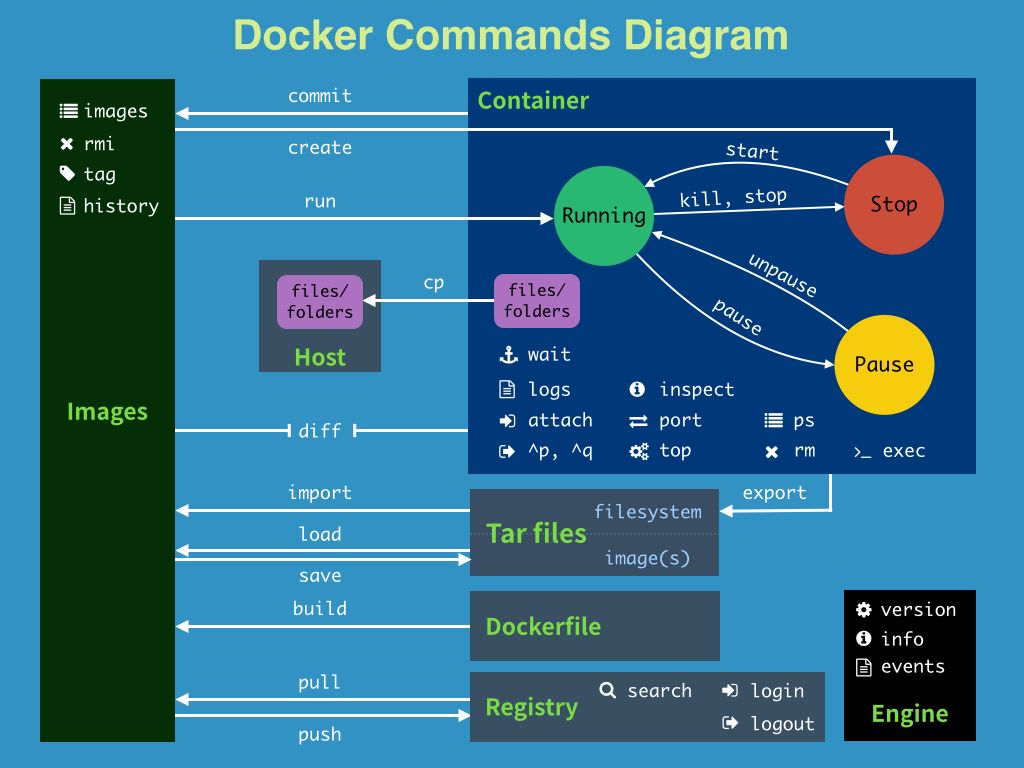 Docker Commands Diagram
images
rmi
tag
history
Images
commit
create
run
Container
start
kill, stop
Running
Stop
unpause
pause
Pause
cp
files/
folders
Host
files/
folders
wait
logs
inspect
attach
port
ps
^p, ^q
top
rm
>_ exec
diff
import
export
load
save
Tar files
filesystem
image(s)
build
Dockerfile
pull
push
Registry
search
login
logout
version
info
events
Engine